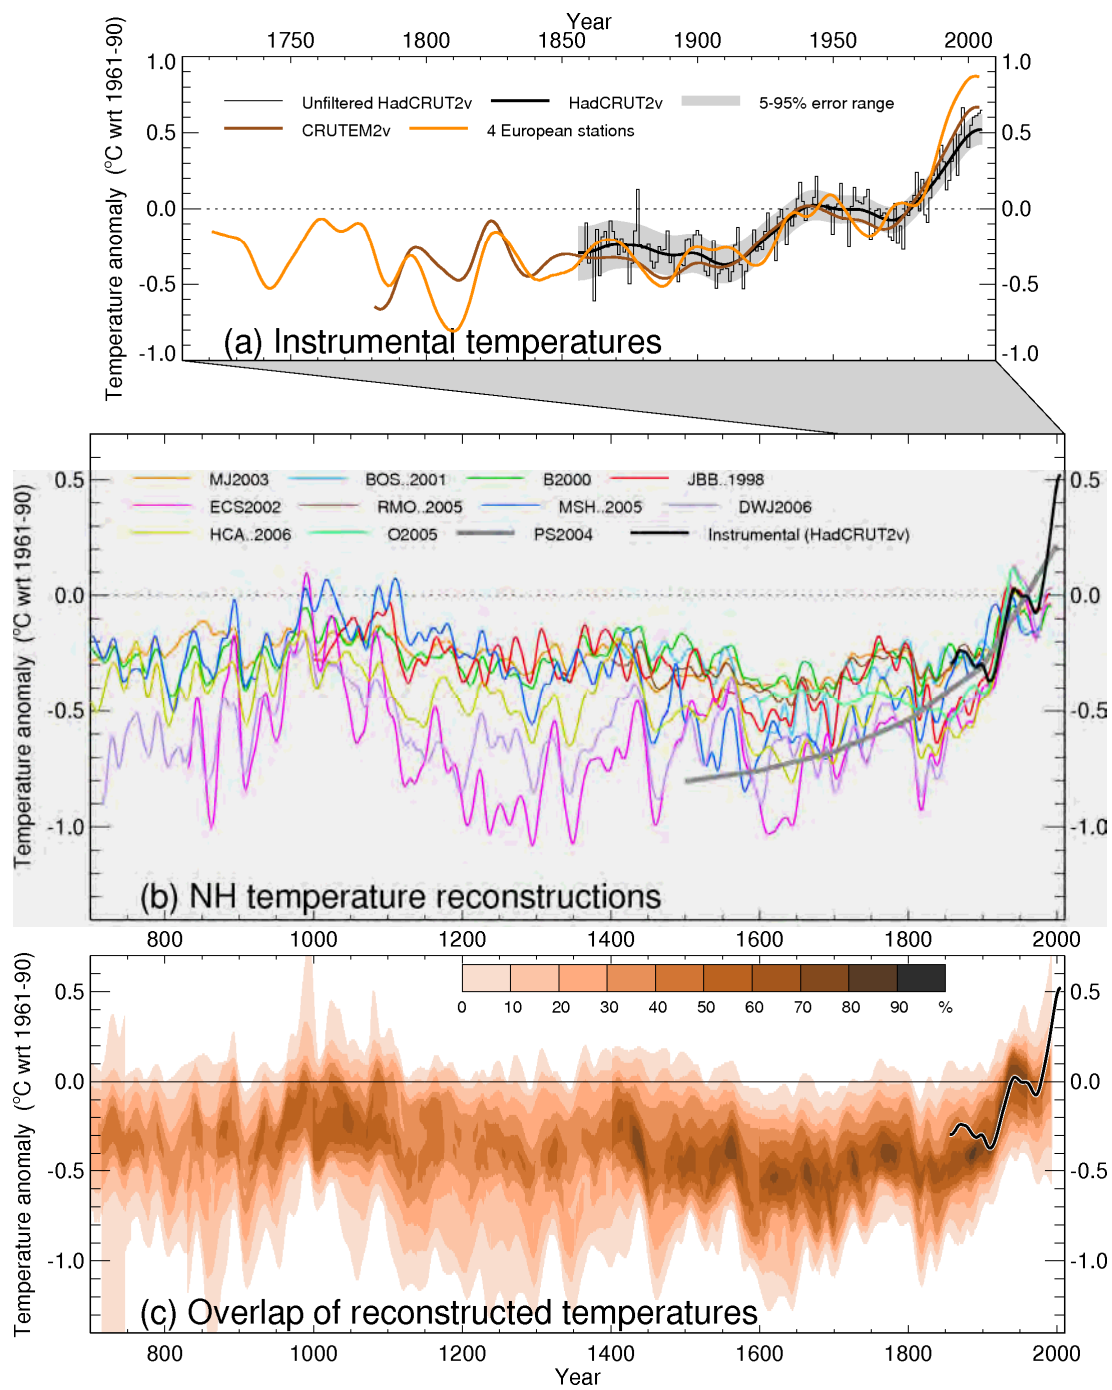 Year
1750 1800 1850 1900 1950 2000
Temperature anomaly (°C wrt 1961-90)
1.0 1.0
Unfiltered HadCRUT2v HadCRUT2v 5-95% error range
CRUTEM2v 4 European stations
0.5 0.5
0.0 0.0
-0.5 -0.5
-1.0 -1.0
(a) Instrumental temperatures
Temperature anomaly (°C wrt 1961-90)
0.5 0.5
MJ2003 BOS..2001 B2000 JBB..1998
ECS2002 RMO..2005 MSH..2005 DWJ2006
HCA..2006 O2005 PS2004 Instrumental (HadCRUT2v)
0.0 0.0
-0.5 -0.5
-1.0 -1.0
(b) NH temperature reconstructions
800 1000 1200 1400 1600 1800 2000
Temperature anomaly (°C wrt 1961-90)
0.5 0.5
0 10 20 30 40 50 60 70 80 90 %
0.0 0.0
-0.5 -0.5
-1.0 -1.0
(c) Overlap of reconstructed temperatures
800 1000 1200 1400 1600 1800 2000
Year